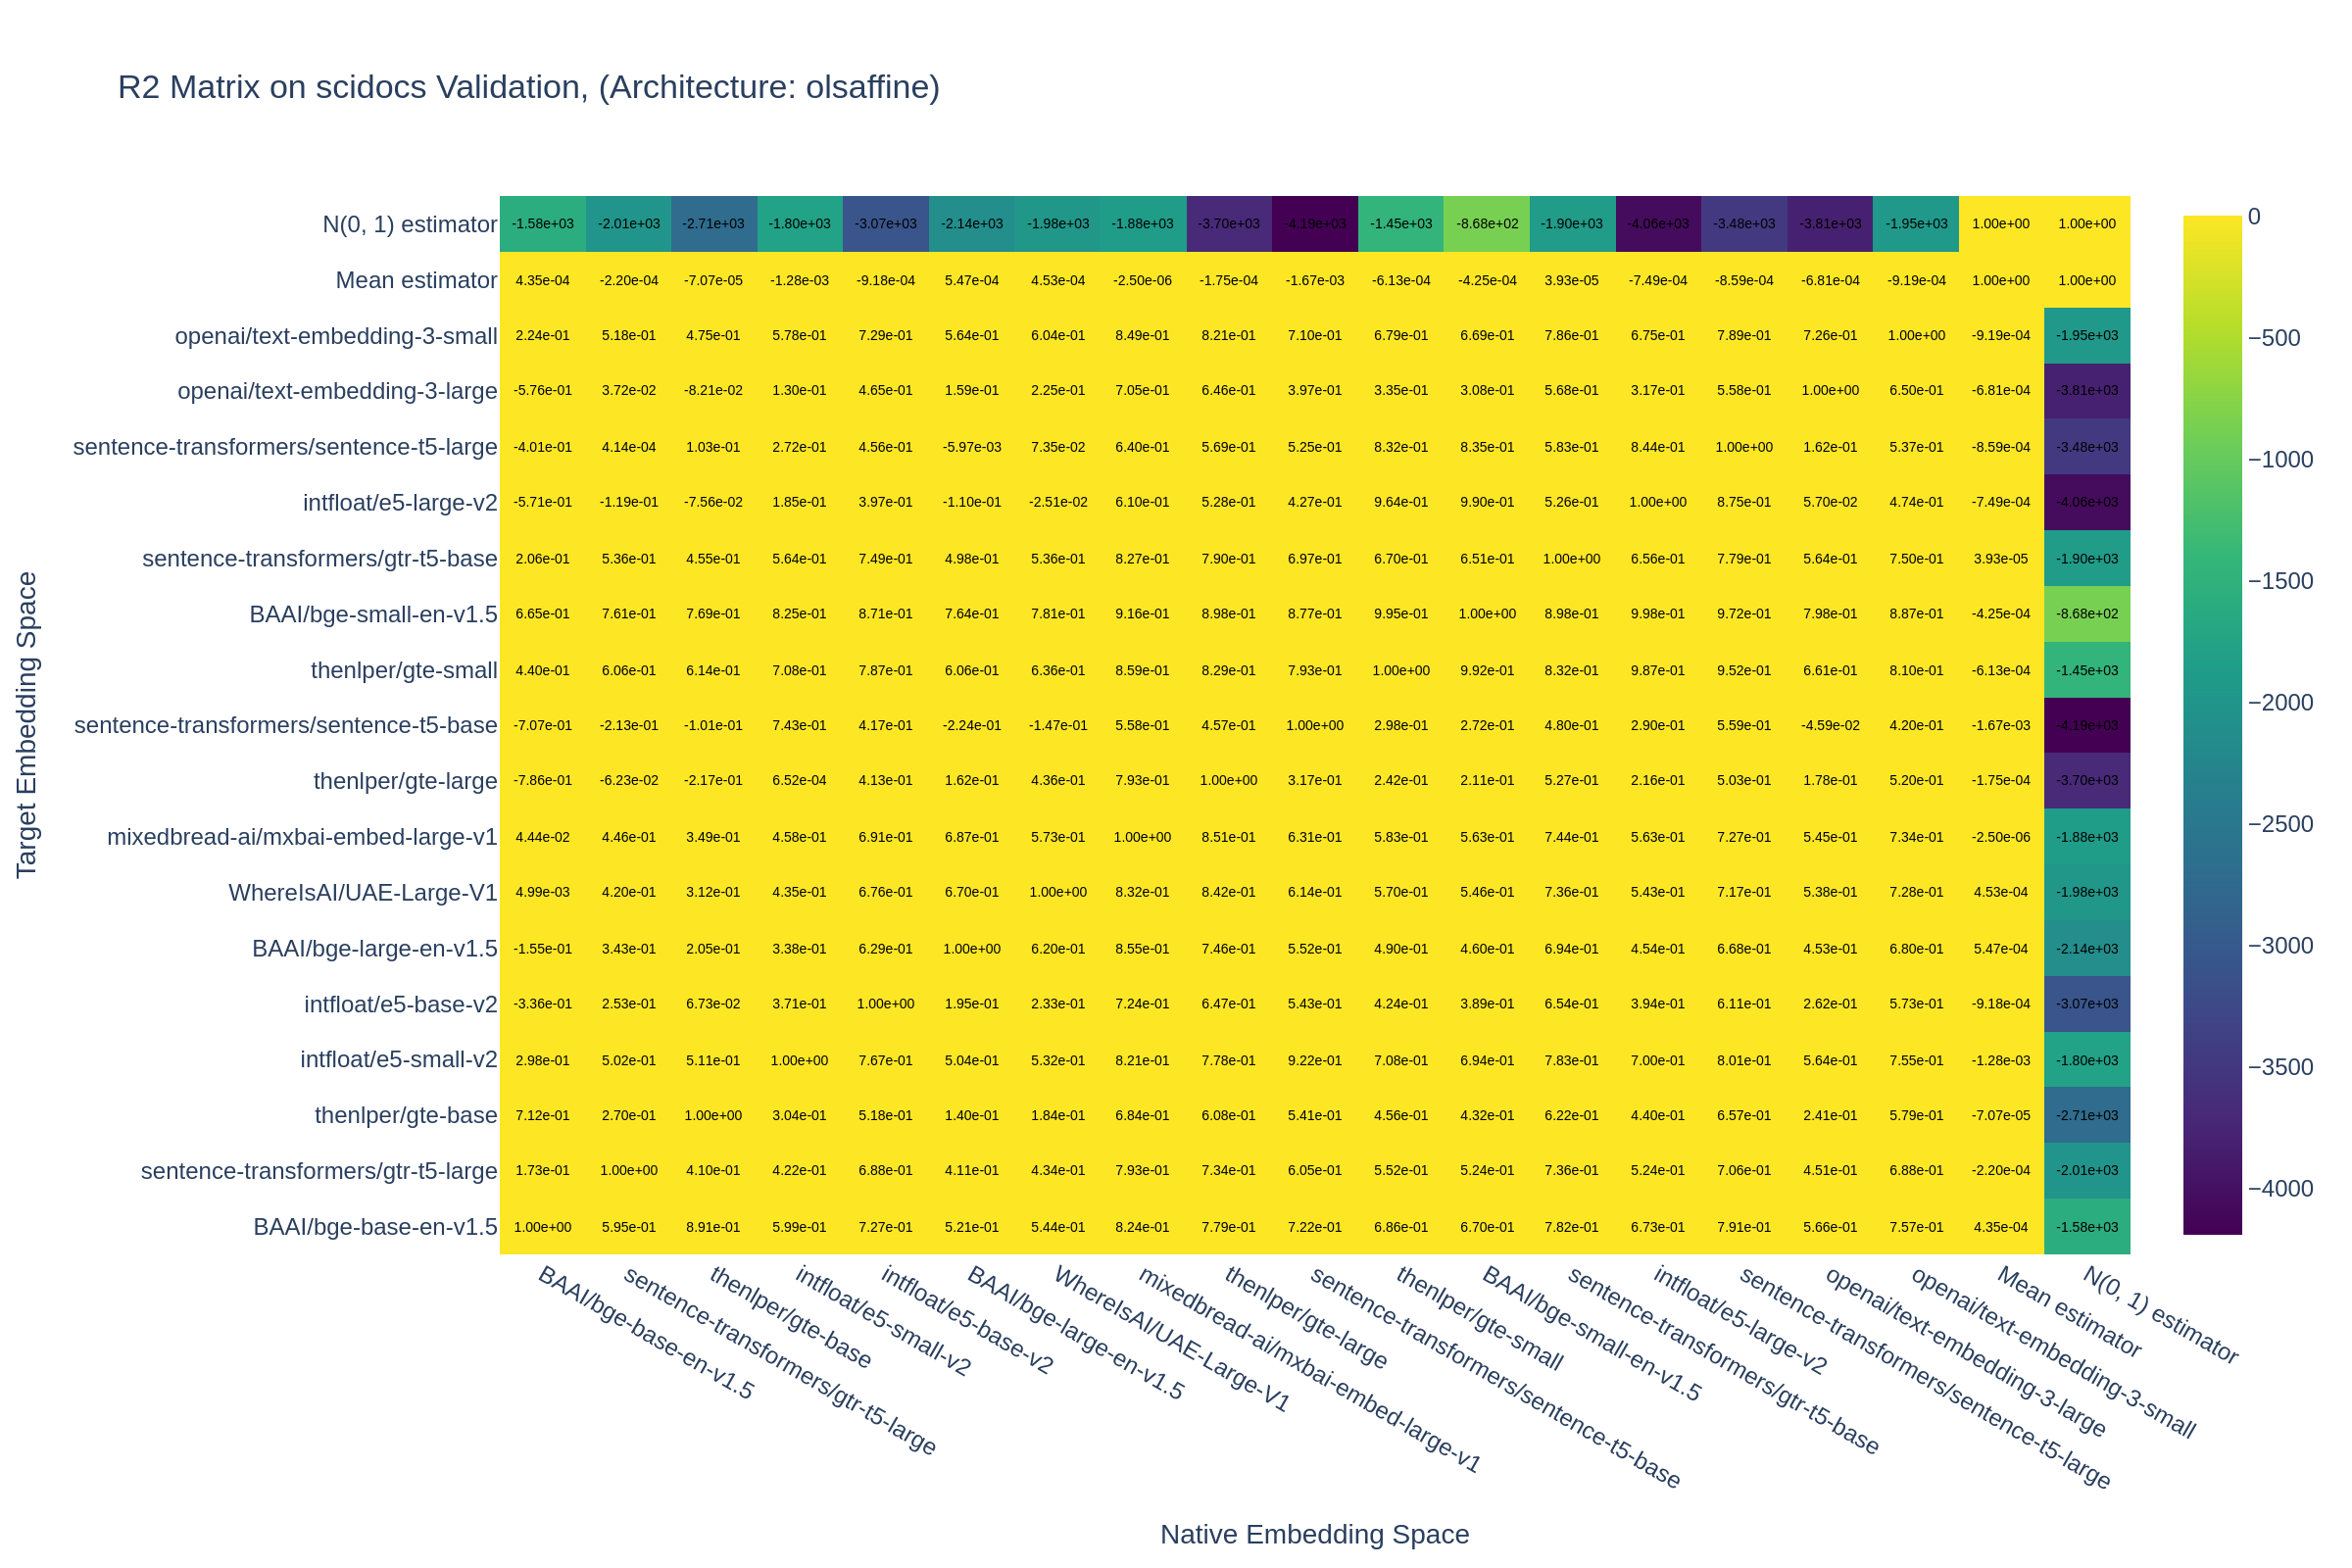 R2 Matrix on scidocs Validation, (Architecture: olsaffine)
Target Embedding Space
N(0, 1) estimator -1.58e+03 -2.01e+03 -2.71e+03 -1.80e+03 -3.07e+03 -2.14e+03 -1.98e+03 -1.88e+03 -3.70e+03 -4.19e+03 -1.45e+03 -8.68e+02 -1.90e+03 -4.06e+03 -3.48e+03 -3.81e+03 -1.95e+03 1.00e+00 1.00e+00
Mean estimator 4.35e-04 -2.20e-04 -7.07e-05 -1.28e-03 -9.18e-04 5.47e-04 4.53e-04 -2.50e-06 -1.75e-04 -1.67e-03 -6.13e-04 -4.25e-04 3.93e-05 -7.49e-04 -8.59e-04 -6.81e-04 -9.19e-04 1.00e+00 1.00e+00
openai/text-embedding-3-small 2.24e-01 5.18e-01 4.75e-01 5.78e-01 7.29e-01 5.64e-01 6.04e-01 8.49e-01 8.21e-01 7.10e-01 6.79e-01 6.69e-01 7.86e-01 6.75e-01 7.89e-01 7.26e-01 1.00e+00 -9.19e-04 -1.95e+03
openai/text-embedding-3-large -5.76e-01 3.72e-02 -8.21e-02 1.30e-01 4.65e-01 1.59e-01 2.25e-01 7.05e-01 6.46e-01 3.97e-01 3.35e-01 3.08e-01 5.68e-01 3.17e-01 5.58e-01 1.00e+00 6.50e-01 -6.81e-04 -3.81e+03
sentence-transformers/sentence-t5-large -4.01e-01 4.14e-04 1.03e-01 2.72e-01 4.56e-01 -5.97e-03 7.35e-02 6.40e-01 5.69e-01 5.25e-01 8.32e-01 8.35e-01 5.83e-01 8.44e-01 1.00e+00 1.62e-01 5.37e-01 -8.59e-04 -3.48e+03
intfloat/e5-large-v2 -5.71e-01 -1.19e-01 -7.56e-02 1.85e-01 3.97e-01 -1.10e-01 -2.51e-02 6.10e-01 5.28e-01 4.27e-01 9.64e-01 9.90e-01 5.26e-01 1.00e+00 8.75e-01 5.70e-02 4.74e-01 -7.49e-04 -4.06e+03
sentence-transformers/gtr-t5-base 2.06e-01 5.36e-01 4.55e-01 5.64e-01 7.49e-01 4.98e-01 5.36e-01 8.27e-01 7.90e-01 6.97e-01 6.70e-01 6.51e-01 1.00e+00 6.56e-01 7.79e-01 5.64e-01 7.50e-01 3.93e-05 -1.90e+03
BAAI/bge-small-en-v1.5 6.65e-01 7.61e-01 7.69e-01 8.25e-01 8.71e-01 7.64e-01 7.81e-01 9.16e-01 8.98e-01 8.77e-01 9.95e-01 1.00e+00 8.98e-01 9.98e-01 9.72e-01 7.98e-01 8.87e-01 -4.25e-04 -8.68e+02
thenlper/gte-small 4.40e-01 6.06e-01 6.14e-01 7.08e-01 7.87e-01 6.06e-01 6.36e-01 8.59e-01 8.29e-01 7.93e-01 1.00e+00 9.92e-01 8.32e-01 9.87e-01 9.52e-01 6.61e-01 8.10e-01 -6.13e-04 -1.45e+03
sentence-transformers/sentence-t5-base -7.07e-01 -2.13e-01 -1.01e-01 7.43e-01 4.17e-01 -2.24e-01 -1.47e-01 5.58e-01 4.57e-01 1.00e+00 2.98e-01 2.72e-01 4.80e-01 2.90e-01 5.59e-01 -4.59e-02 4.20e-01 -1.67e-03 -4.19e+03
thenlper/gte-large -7.86e-01 -6.23e-02 -2.17e-01 6.52e-04 4.13e-01 1.62e-01 4.36e-01 7.93e-01 1.00e+00 3.17e-01 2.42e-01 2.11e-01 5.27e-01 2.16e-01 5.03e-01 1.78e-01 5.20e-01 -1.75e-04 -3.70e+03
mixedbread-ai/mxbai-embed-large-v1 4.44e-02 4.46e-01 3.49e-01 4.58e-01 6.91e-01 6.87e-01 5.73e-01 1.00e+00 8.51e-01 6.31e-01 5.83e-01 5.63e-01 7.44e-01 5.63e-01 7.27e-01 5.45e-01 7.34e-01 -2.50e-06 -1.88e+03
WhereIsAI/UAE-Large-V1 4.99e-03 4.20e-01 3.12e-01 4.35e-01 6.76e-01 6.70e-01 1.00e+00 8.32e-01 8.42e-01 6.14e-01 5.70e-01 5.46e-01 7.36e-01 5.43e-01 7.17e-01 5.38e-01 7.28e-01 4.53e-04 -1.98e+03
BAAI/bge-large-en-v1.5 -1.55e-01 3.43e-01 2.05e-01 3.38e-01 6.29e-01 1.00e+00 6.20e-01 8.55e-01 7.46e-01 5.52e-01 4.90e-01 4.60e-01 6.94e-01 4.54e-01 6.68e-01 4.53e-01 6.80e-01 5.47e-04 -2.14e+03
intfloat/e5-base-v2 -3.36e-01 2.53e-01 6.73e-02 3.71e-01 1.00e+00 1.95e-01 2.33e-01 7.24e-01 6.47e-01 5.43e-01 4.24e-01 3.89e-01 6.54e-01 3.94e-01 6.11e-01 2.62e-01 5.73e-01 -9.18e-04 -3.07e+03
intfloat/e5-small-v2 2.98e-01 5.02e-01 5.11e-01 1.00e+00 7.67e-01 5.04e-01 5.32e-01 8.21e-01 7.78e-01 9.22e-01 7.08e-01 6.94e-01 7.83e-01 7.00e-01 8.01e-01 5.64e-01 7.55e-01 -1.28e-03 -1.80e+03
thenlper/gte-base 7.12e-01 2.70e-01 1.00e+00 3.04e-01 5.18e-01 1.40e-01 1.84e-01 6.84e-01 6.08e-01 5.41e-01 4.56e-01 4.32e-01 6.22e-01 4.40e-01 6.57e-01 2.41e-01 5.79e-01 -7.07e-05 -2.71e+03
sentence-transformers/gtr-t5-large 1.73e-01 1.00e+00 4.10e-01 4.22e-01 6.88e-01 4.11e-01 4.34e-01 7.93e-01 7.34e-01 6.05e-01 5.52e-01 5.24e-01 7.36e-01 5.24e-01 7.06e-01 4.51e-01 6.88e-01 -2.20e-04 -2.01e+03
BAAI/bge-base-en-v1.5 1.00e+00 5.95e-01 8.91e-01 5.99e-01 7.27e-01 5.21e-01 5.44e-01 8.24e-01 7.79e-01 7.22e-01 6.86e-01 6.70e-01 7.82e-01 6.73e-01 7.91e-01 5.66e-01 7.57e-01 4.35e-04 -1.58e+03
BAAI/bge-base-en-v1.5
sentence-transformers/gtr-t5-large
thenlper/gte-base
intfloat/e5-small-v2
intfloat/e5-base-v2
BAAI/bge-large-en-v1.5
WhereIsAI/UAE-Large-V1
mixedbread-ai/mxbai-embed-large-v1
thenlper/gte-large
sentence-transformers/sentence-t5-base
thenlper/gte-small
BAAI/bge-small-en-v1.5
sentence-transformers/gtr-t5-base
intfloat/e5-large-v2
sentence-transformers/sentence-t5-large
openai/text-embedding-3-large
openai/text-embedding-3-small
Mean estimator
N(0, 1) estimator
Native Embedding Space
0
−500
−1000
−1500
−2000
−2500
−3000
−3500
−4000